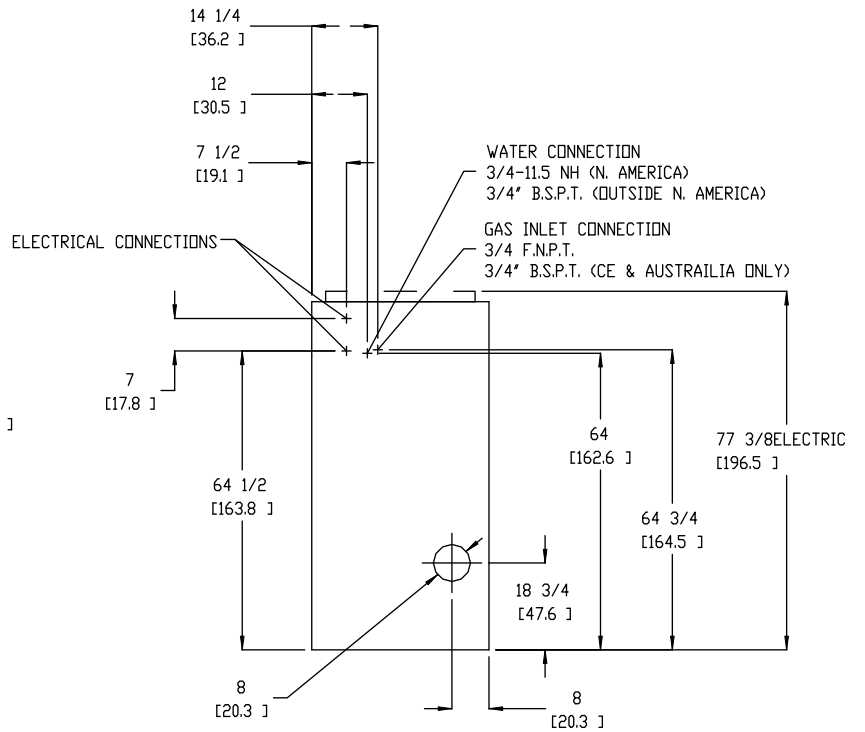 14 1/4
[36.2 ]
12
[30.5 ]
7 1/2
[19.1 ]
WATER CONNECTION
3/4-11.5 NH (N. AMERICA)
3/4" B.S.P.T. (OUTSIDE N. AMERICA)
ELECTRICAL CONNECTIONS
GAS INLET CONNECTION
3/4 F.N.P.T.
3/4" B.S.P.T. (CE & AUSTRAILIA ONLY)
7
[17.8 ]
]
64
[162.6 ]
77 3/8ELECTRIC
[196.5 ]
64 1/2
[163.8 ]
64 3/4
[164.5 ]
18 3/4
[47.6 ]
8
[20.3 ]
8
[20.3 ]